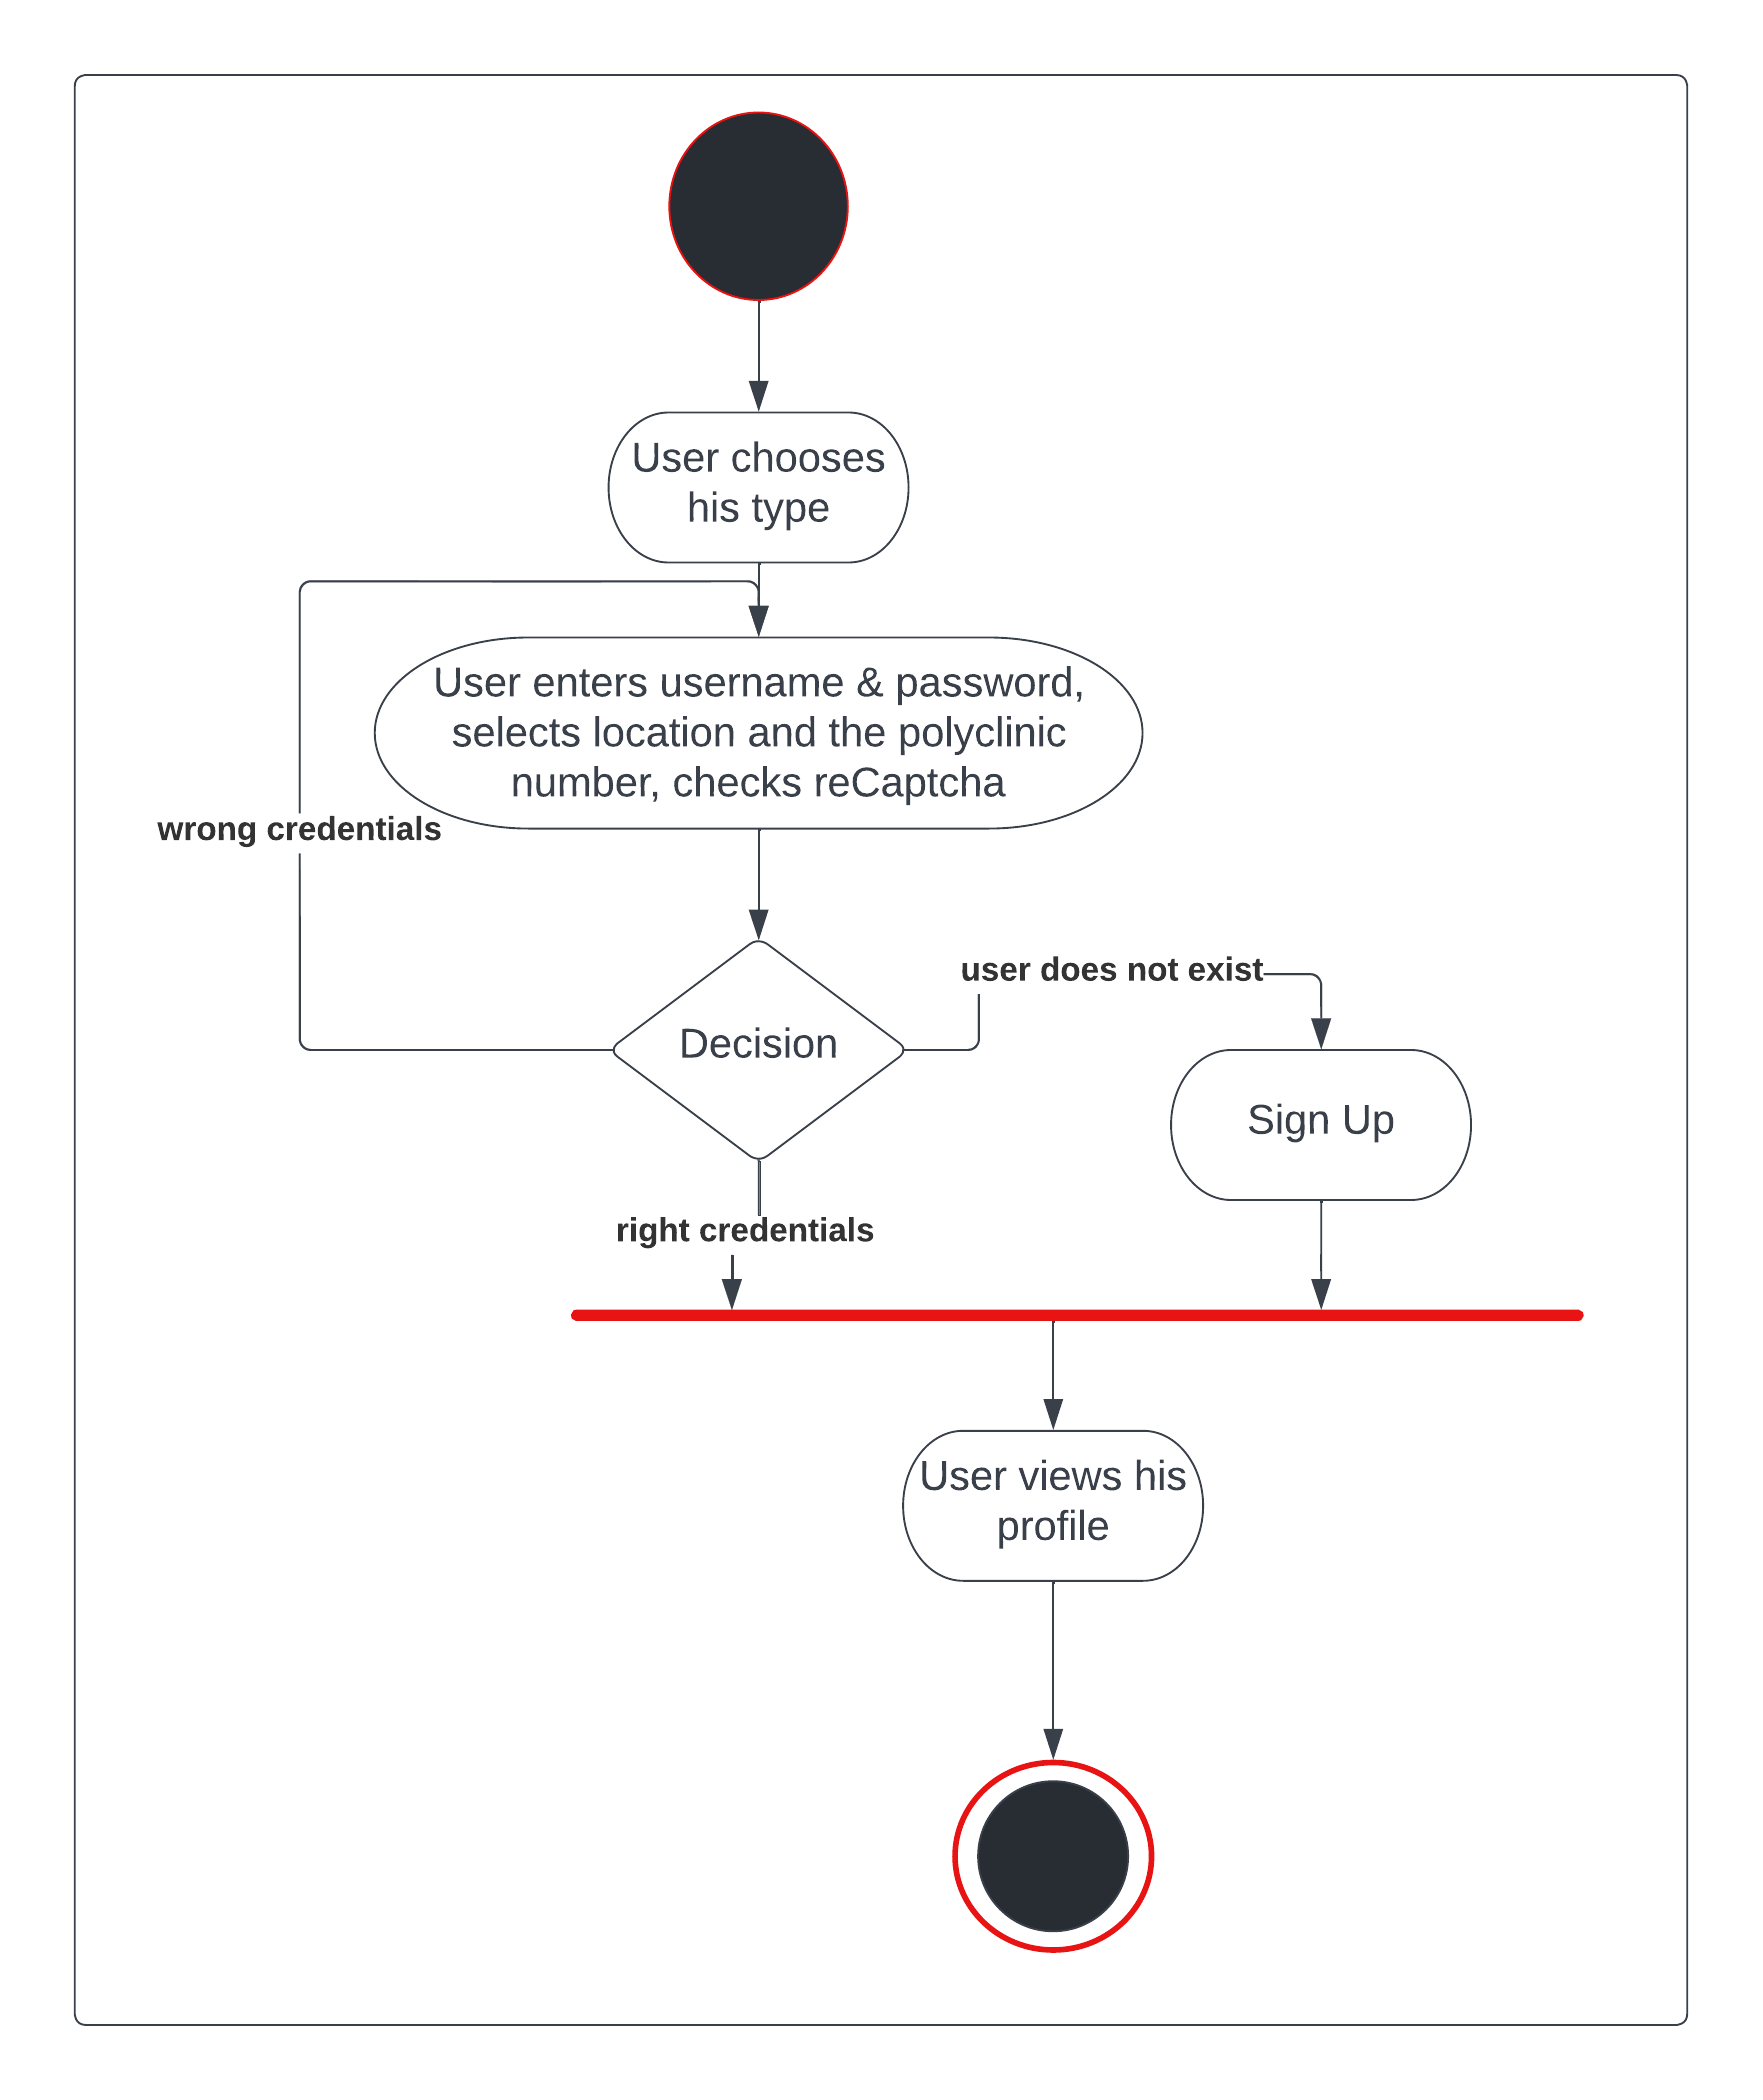 User chooses
his type
User enters username & password,
selects location and the polyclinic
number, checks reCaptcha
wrong credentials
user does not exist
Decision
Sign Up
right credentials
User views his
profile